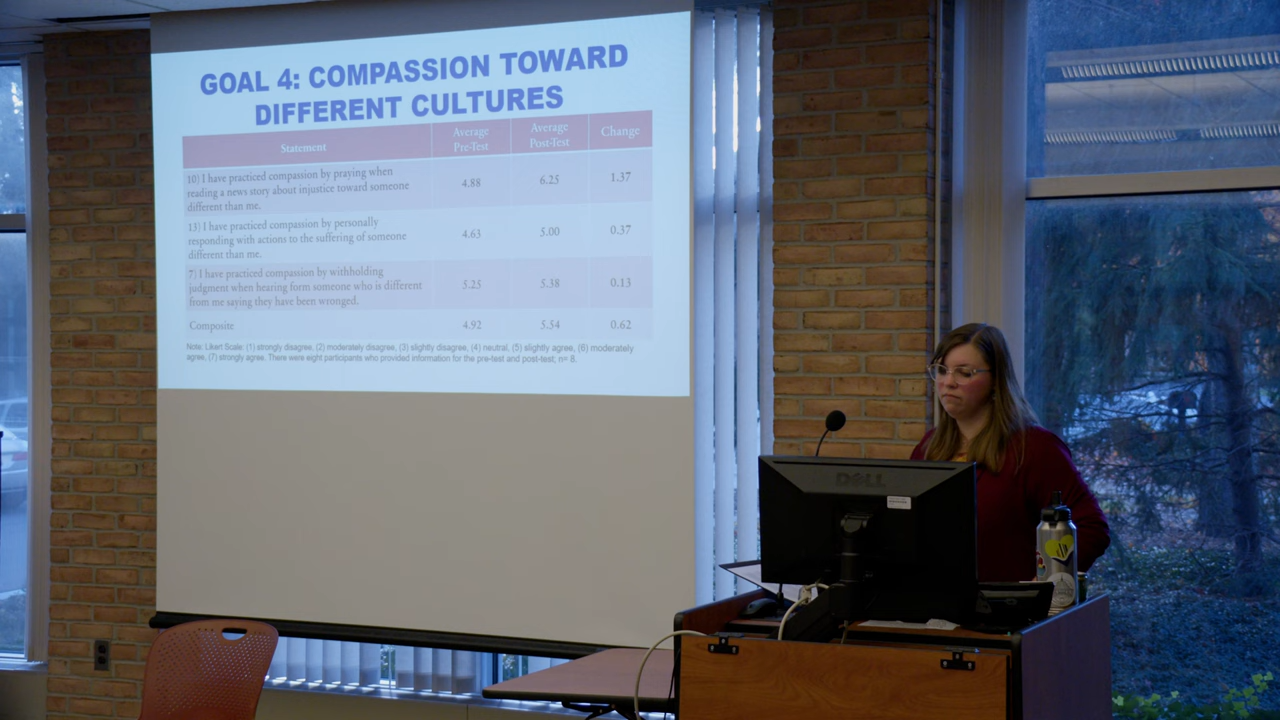 GOAL 4: COMPASSION TOWARD
DIFFERENT CULTURES
Statement
Average
Pre-Test
Average
Post-Test
Change
10) I have practiced compassion by praying when
reading a news story about injustice toward someone
different than me.
4.88
6.25
1.37
13) I have practiced compassion by personally
responding with actions to the suffering of someone
different than me.
4.63
5.00
0.37
7) I have practiced compassion by withholding
judgment when hearing form someone who is different
from me saying they have been wronged.
5.25
5.38
0.13
Composite
4.92
5.54
0.62
Note: Likert Scale: (1) strongly disagree, (2) moderately disagree, (3) slightly disagree, (4) neutral, (5) slightly agree, (6) moderately
agree, (7) strongly agree. There were eight participants who provided information for the pre-test and post-test, n= 8.
DELL